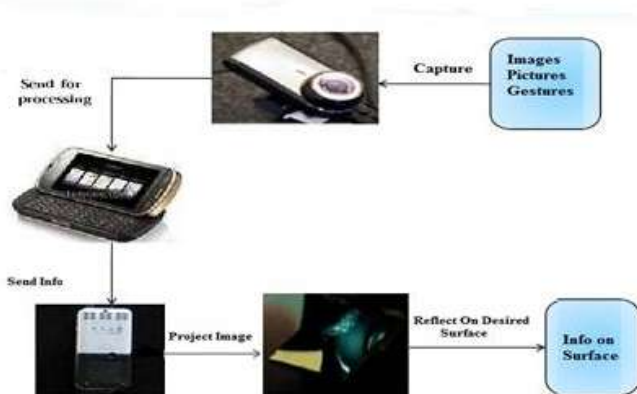 Images
Pictures
Gestures
Capture
Send for
processing
Send Info
Project Image
Reflect On Desired
Surface
Info on
Surface